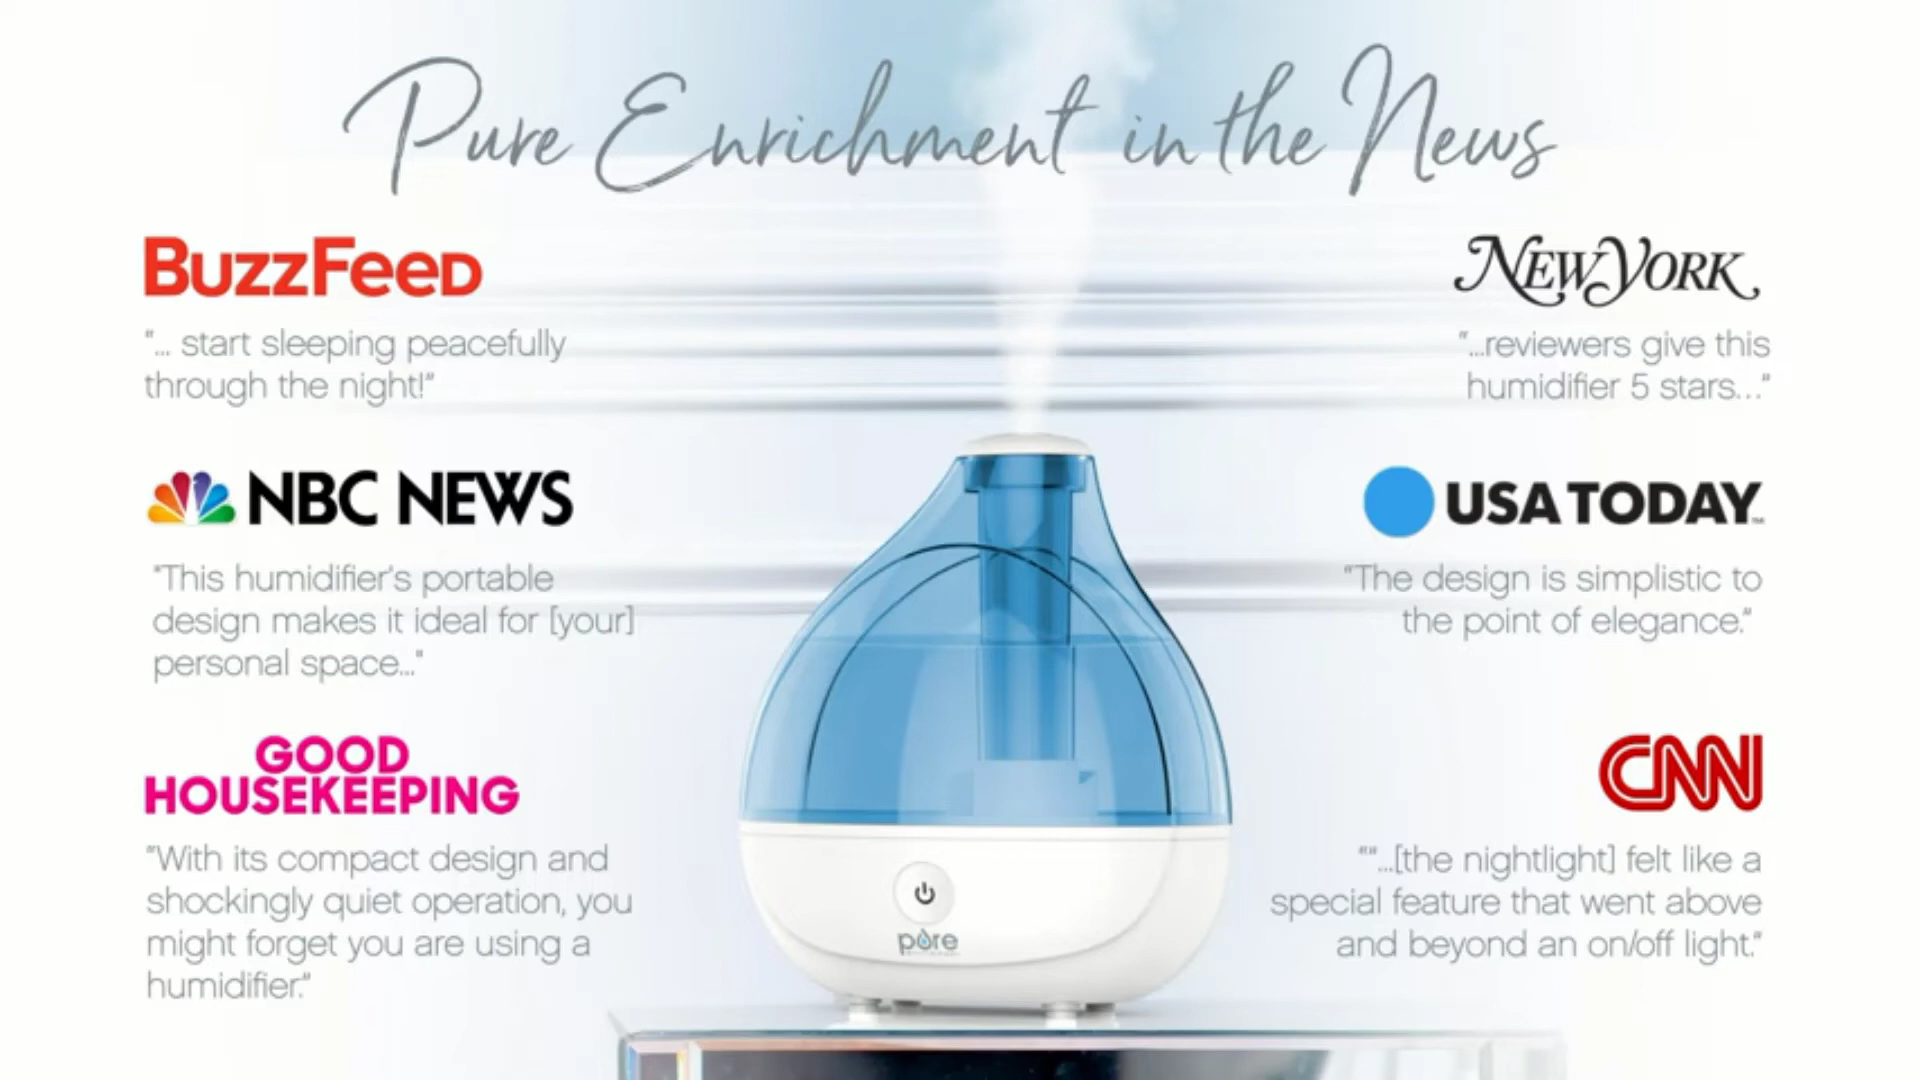 Pure Enrichment in the News
BuzzFeed
"... start sleeping peacefully
through the night!"
NBC NEWS
"This humidifier's portable
design makes it ideal for [your]
personal space..."
GOOD
HOUSEKEEPING
"With its compact design and
shockingly quiet operation, you
might forget you are using a
humidifier."
NEW YORK
"...reviewers give this
humidifier 5 stars..."
USA TODAY™
"The design is simplistic to
the point of elegance."
CNN
""...[the nightlight] felt like a
special feature that went above
and beyond an on/off light."
pure